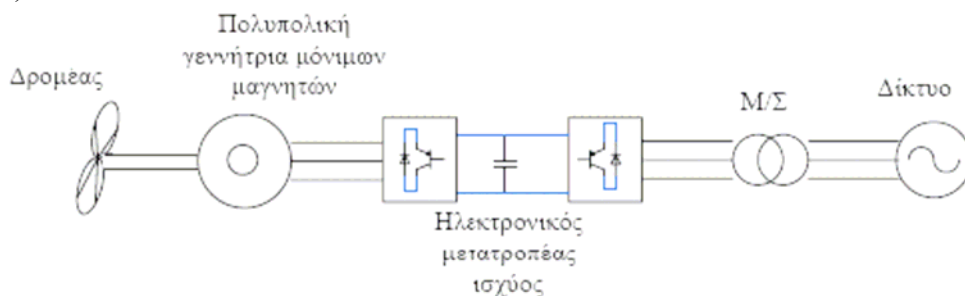 Πολυπολική
γεννήτρια μόνιμων
μαγνητών
Δρομέας
Μ/Σ
Δίκτυο
Ηλεκτρονικός
μετατροπέας
ισχύος